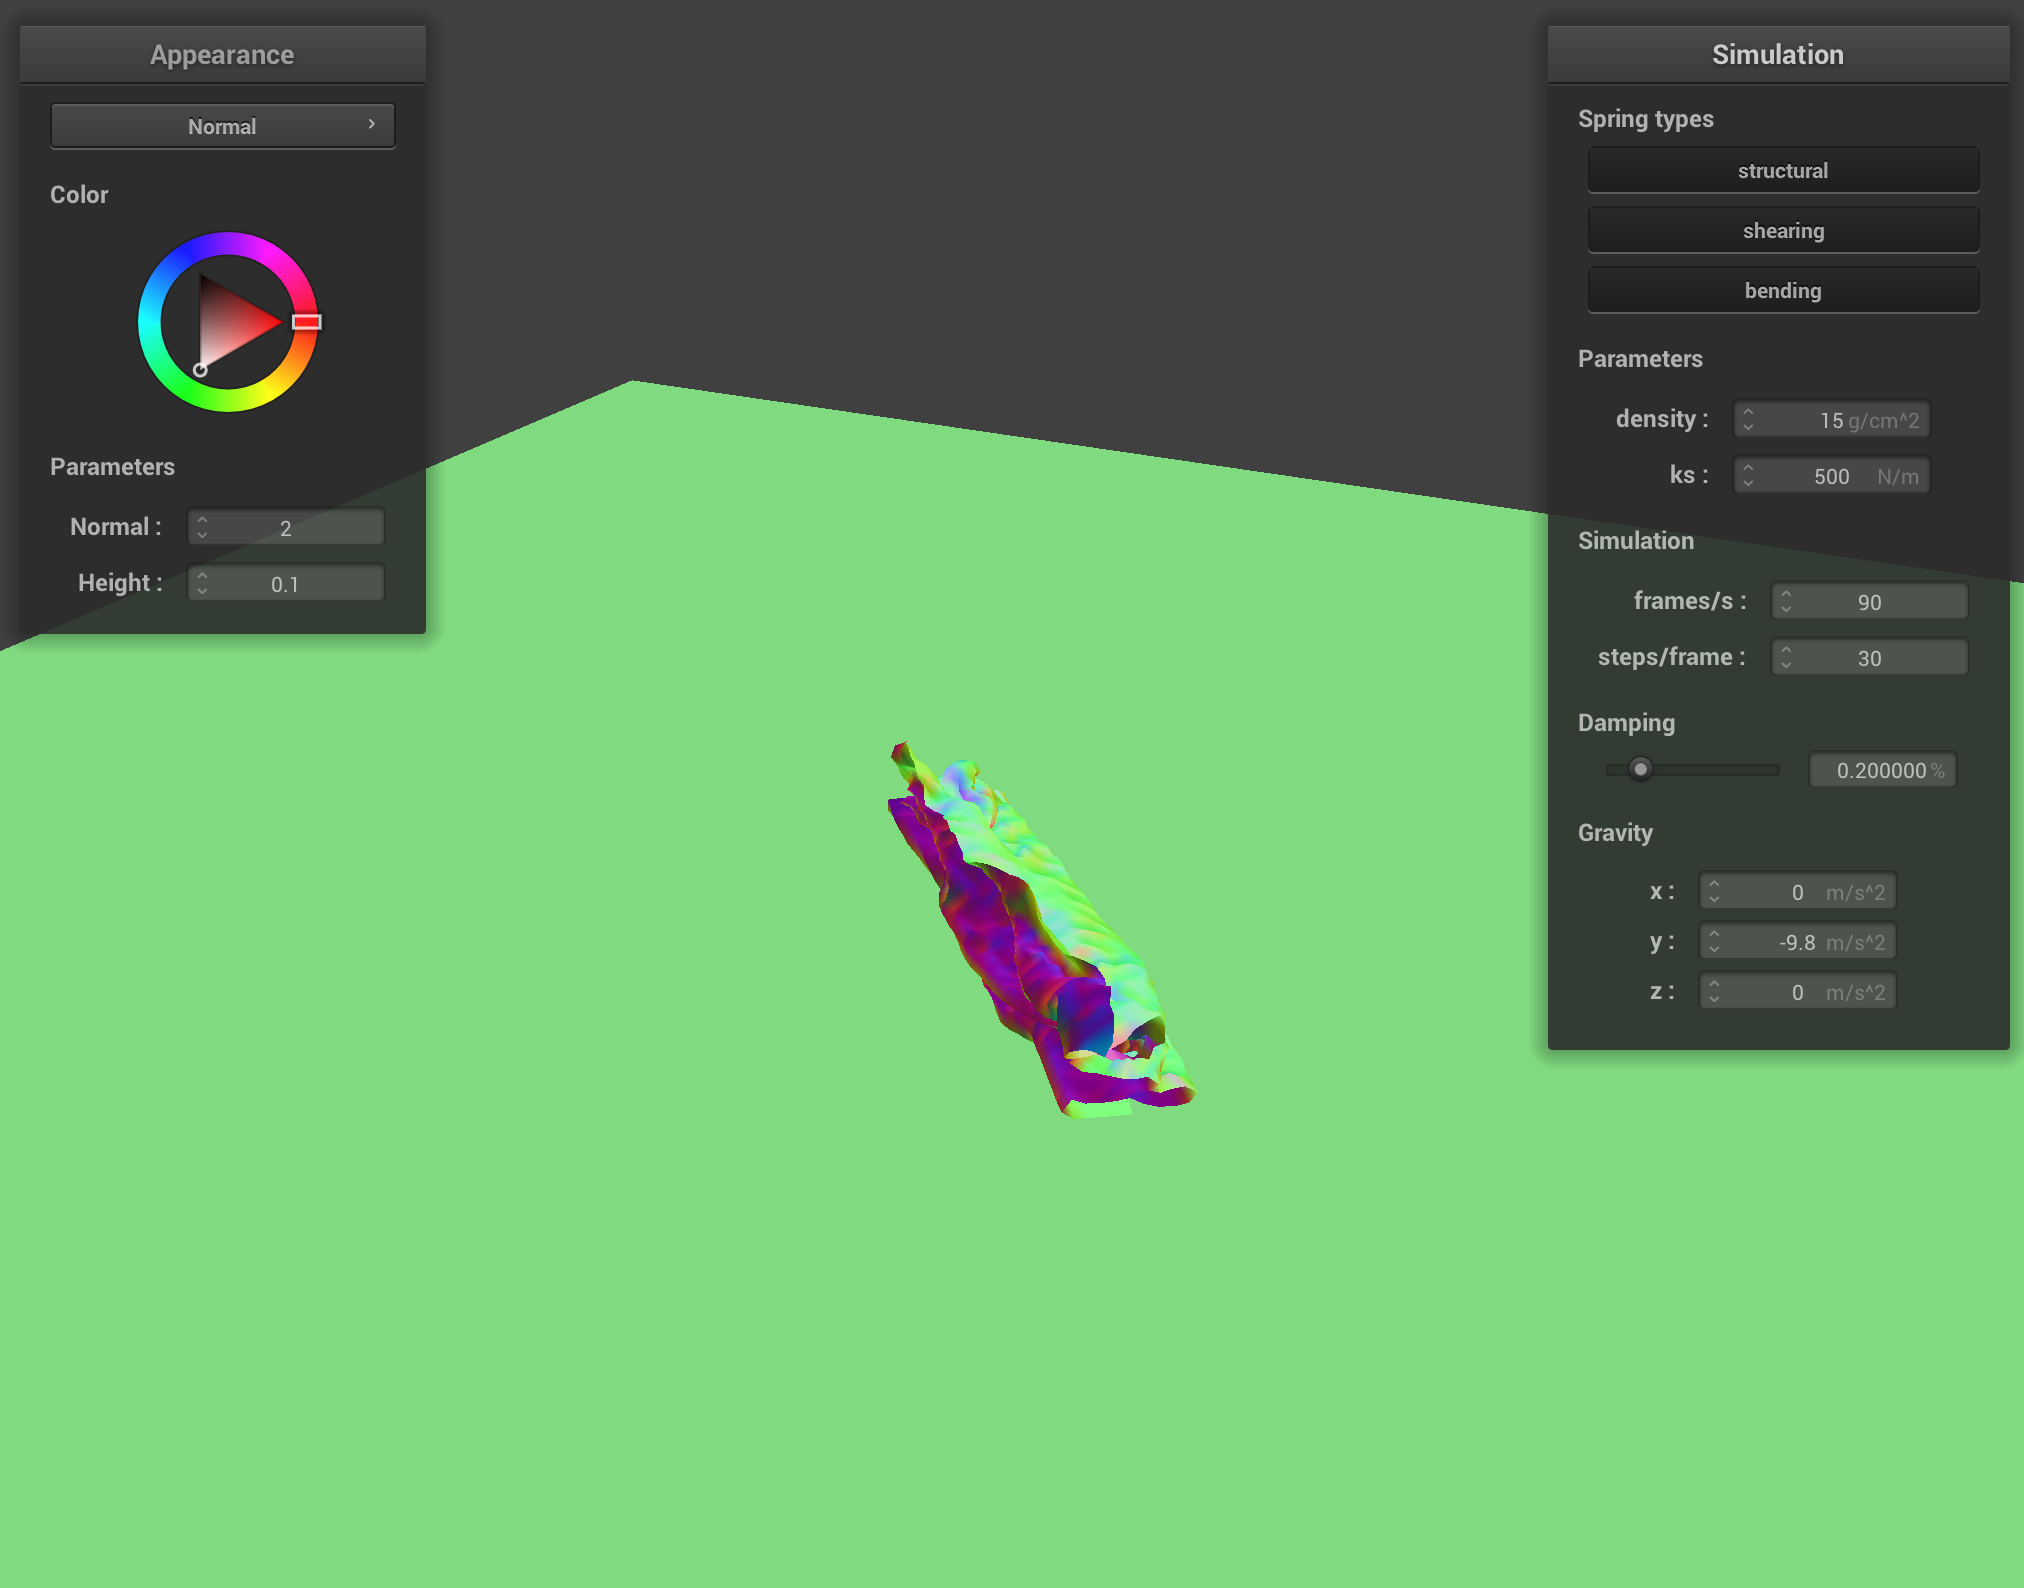 Appearance
Normal
Color
Parameters
Normal : 2
Height : 0.1
Simulation
Spring types
structural
shearing
bending
Parameters
density : 15 g/cm^2
ks : 500 N/m
Simulation
frames/s : 90
steps/frame : 30
Damping
0.200000 %
Gravity
x : 0 m/s^2
y : -9.8 m/s^2
z : 0 m/s^2